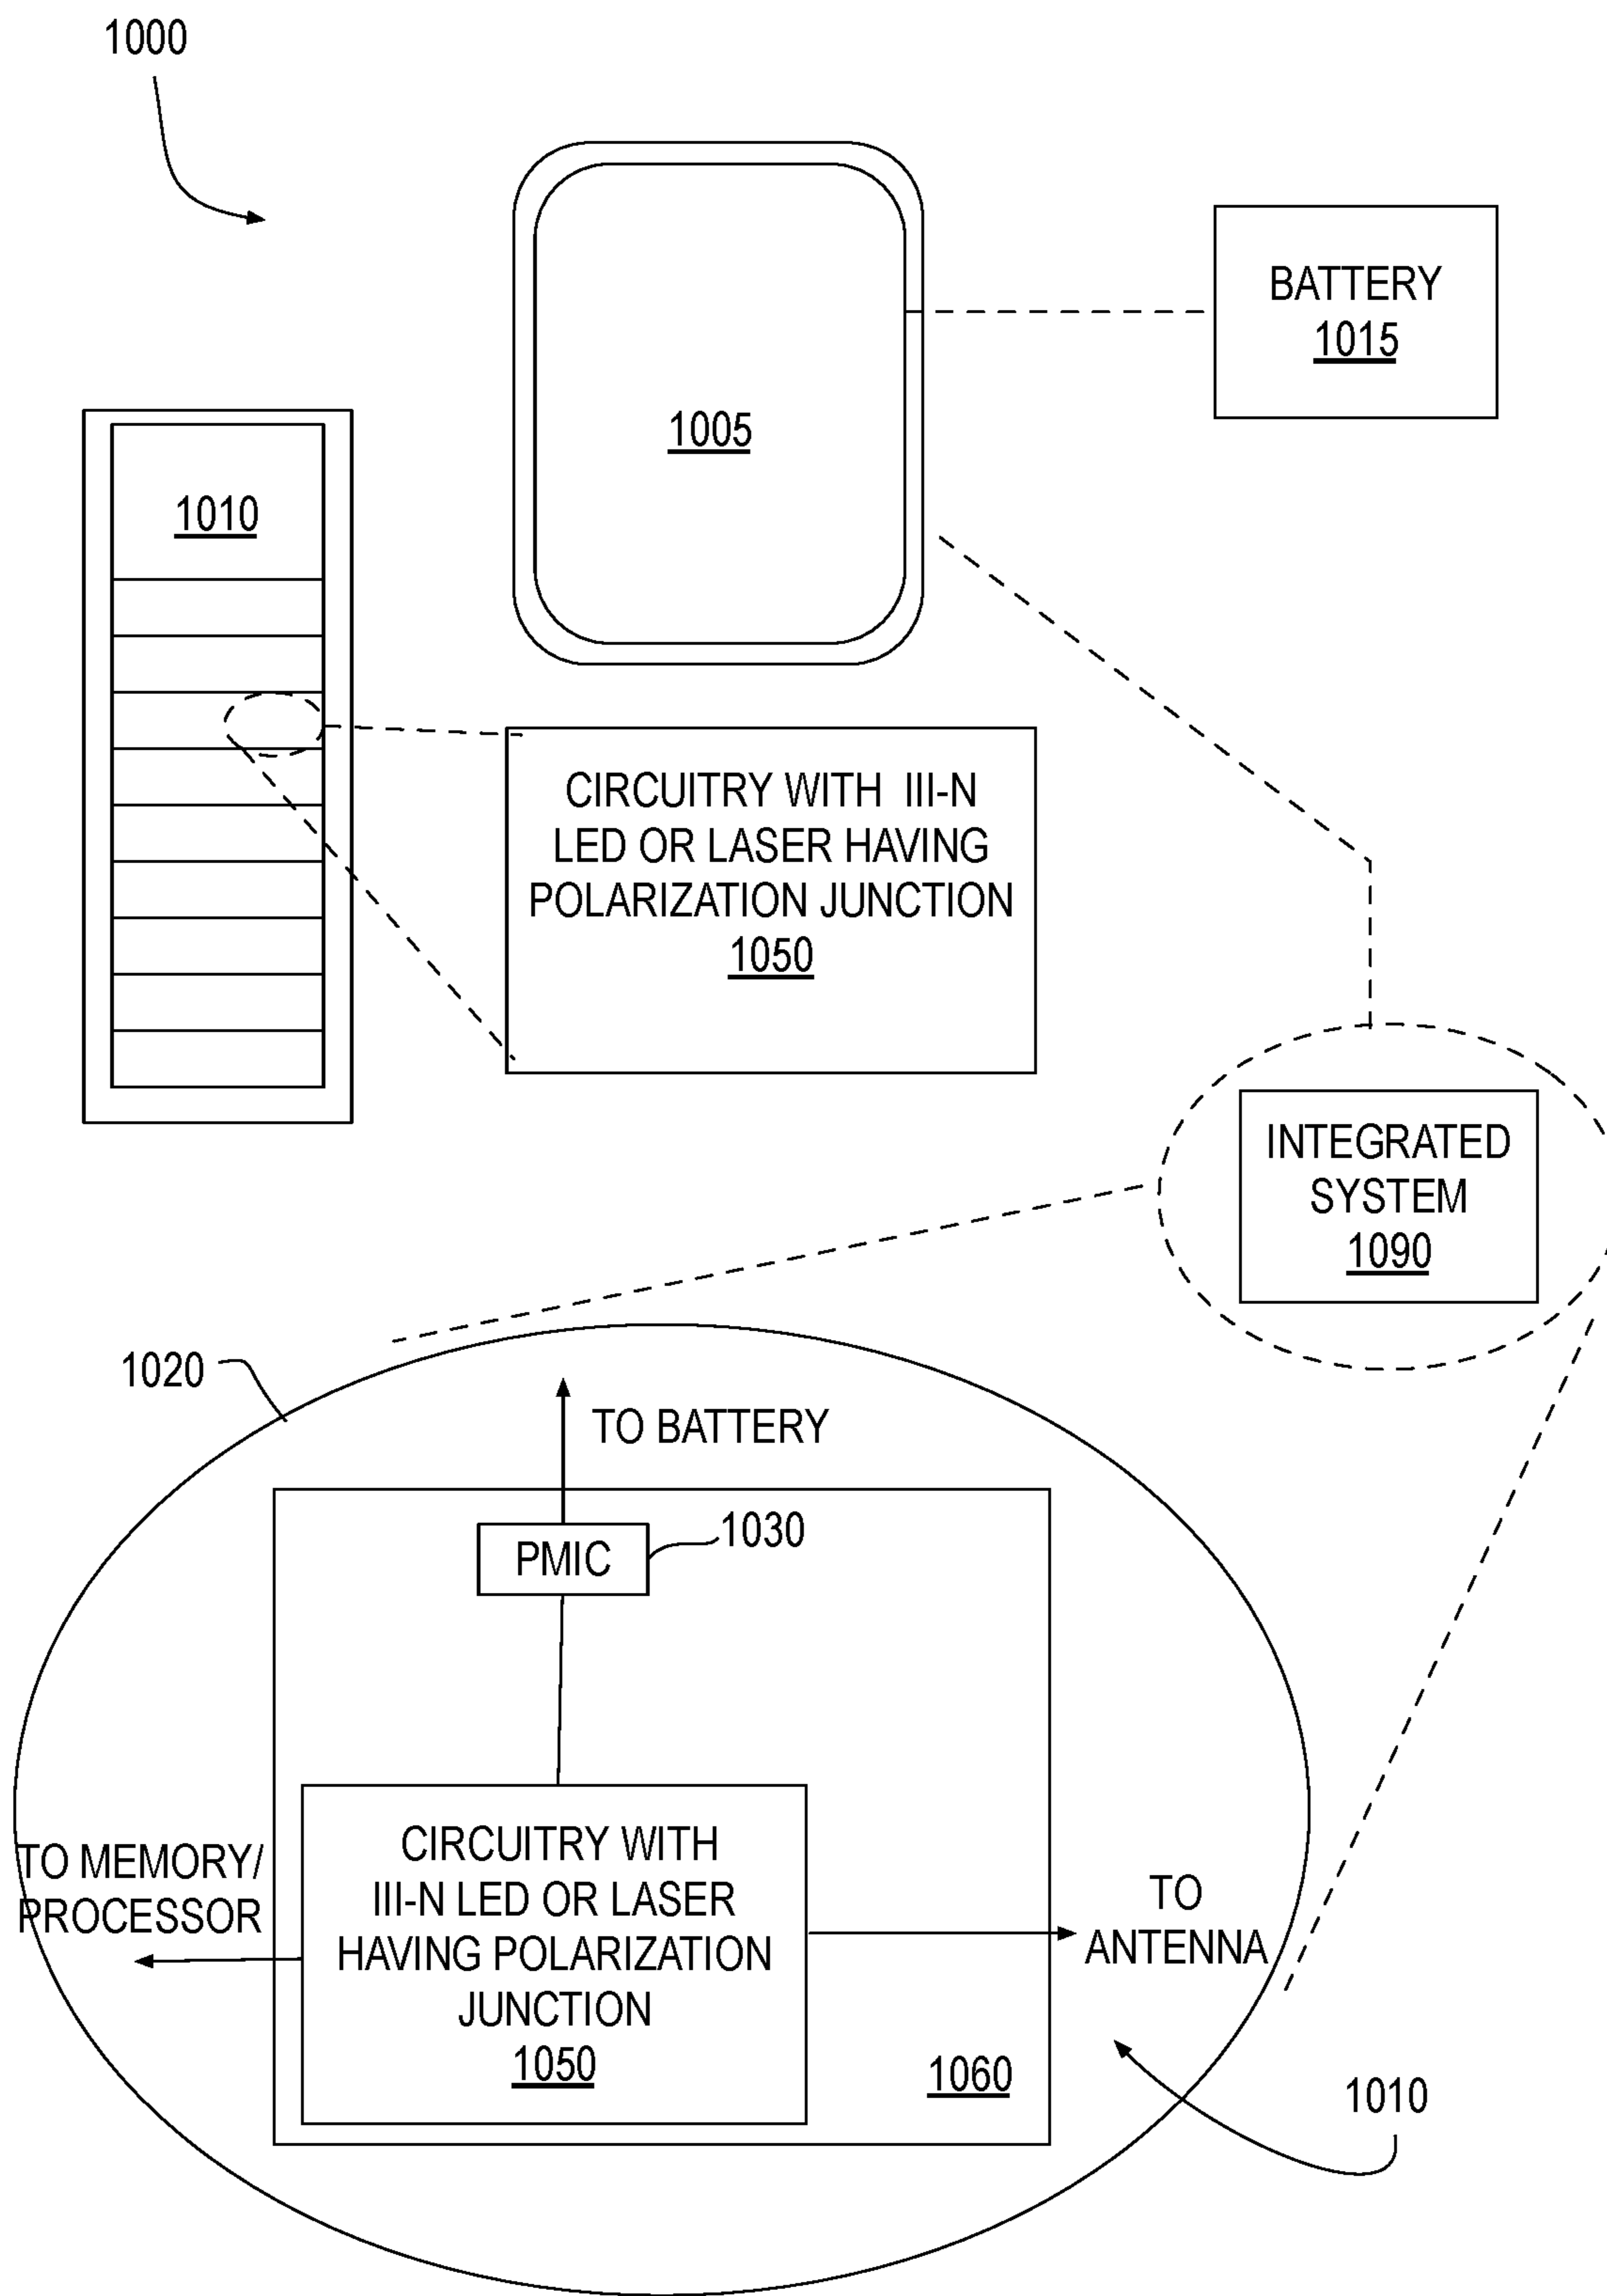 1000
BATTERY
1015
1005
1010
CIRCUITRY WITH III-N
LED OR LASER HAVING
POLARIZATION JUNCTION
1050
INTEGRATED
SYSTEM
1090
1020
TO BATTERY
PMIC
1030
TO MEMORY/
PROCESSOR
CIRCUITRY WITH
III-N LED OR LASER
HAVING POLARIZATION
JUNCTION
1050
TO
ANTENNA
1060
1010